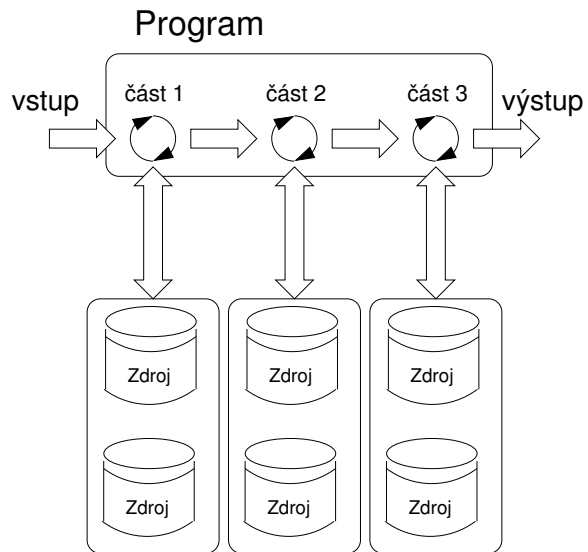 Program
vstup
část 1
část 2
část 3
výstup
Zdroj
Zdroj
Zdroj
Zdroj
Zdroj
Zdroj